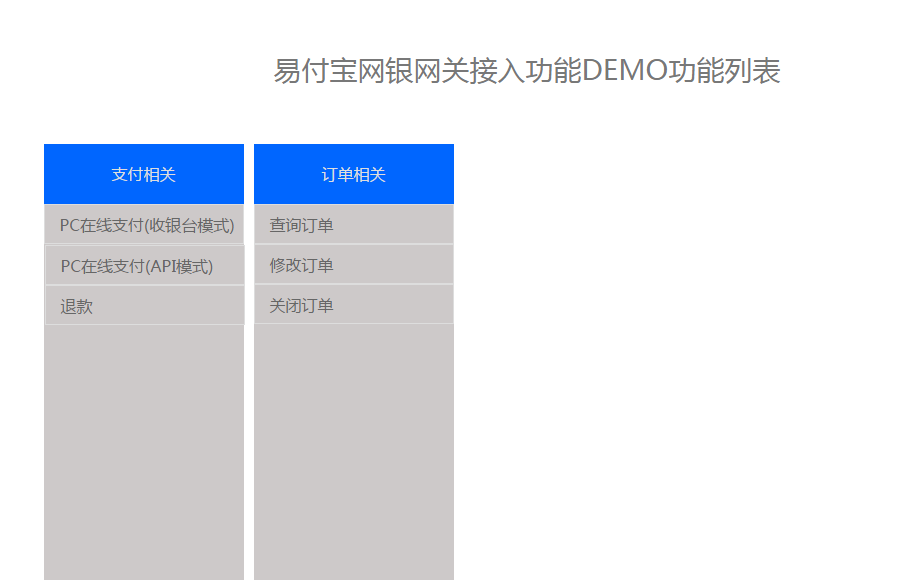 易付宝网银网关接入功能DEMO功能列表
支付相关
PC在线支付(收银台模式)
PC在线支付(API模式)
退款
订单相关
查询订单
修改订单
关闭订单